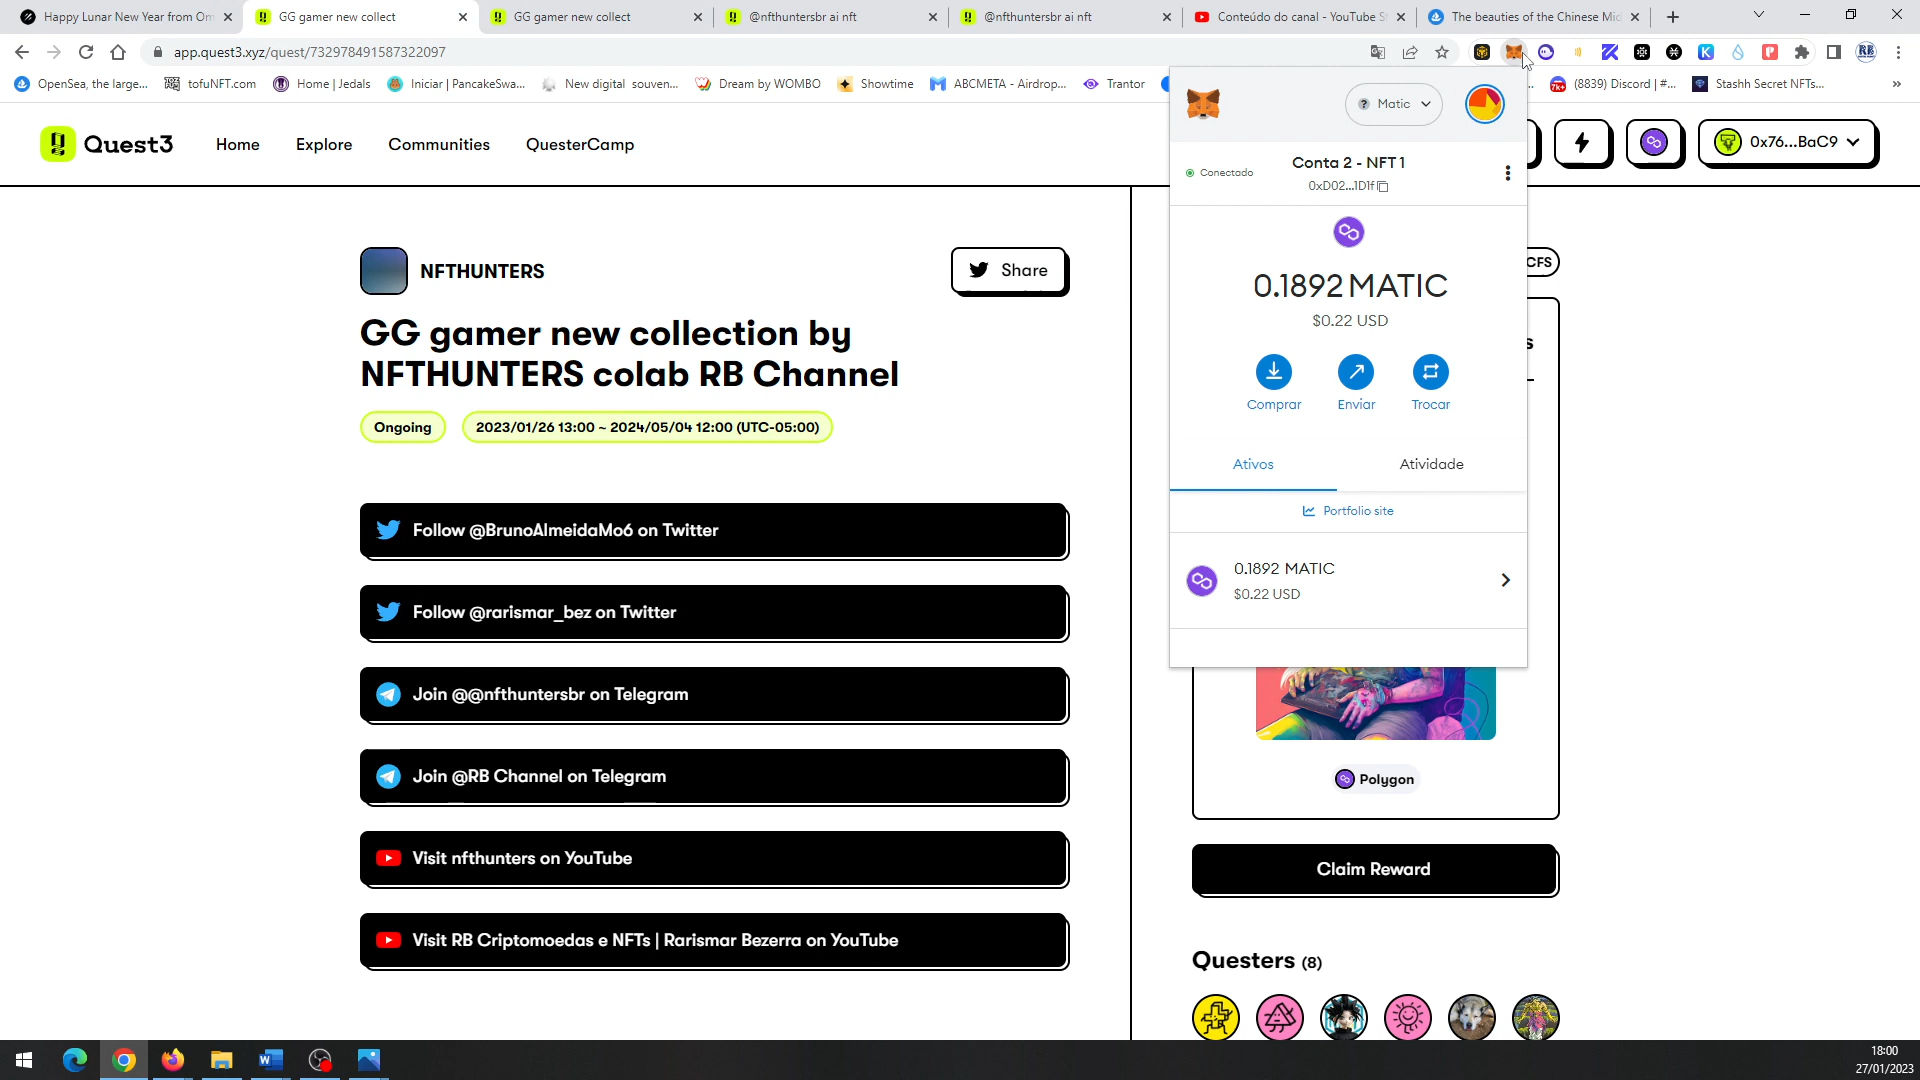 Happy Lunar New Year from Om
GG gamer new collect
GG gamer new collect
@nfthuntersbr ai nft
@nfthuntersbr ai nft
Conteúdo do canal - YouTube S
The beauties of the Chinese Mid
app.quest3.xyz/quest/732978491587322097
OpenSea, the large...
tofuNFT.com
Home | Jedals
Iniciar | PancakeSwa...
New digital souven...
Dream by WOMBO
Showtime
ABCMETA - Airdrop...
Trantor
(8839) Discord | #...
Stashh Secret NFTs...
Quest3
Home
Explore
Communities
QuesterCamp
0x76...BaC9
Matic
Conectado
Conta 2 - NFT 1
0xD02...1D1f
0.1892 MATIC
$0.22 USD
Comprar
Enviar
Trocar
Ativos
Atividade
Portfolio site
0.1892 MATIC
$0.22 USD
NFTHUNTERS
Share
GG gamer new collection by
NFTHUNTERS colab RB Channel
Ongoing
2023/01/26 13:00 ~ 2024/05/04 12:00 (UTC-05:00)
Follow @BrunoAlmeidaMo6 on Twitter
Follow @rarismar_bez on Twitter
Join @@nfthuntersbr on Telegram
Join @RB Channel on Telegram
Visit nfthunters on YouTube
Visit RB Criptomoedas e NFTs | Rarismar Bezerra on YouTube
CFS
s
Polygon
Claim Reward
Questers (8)
18:00
27/01/2023